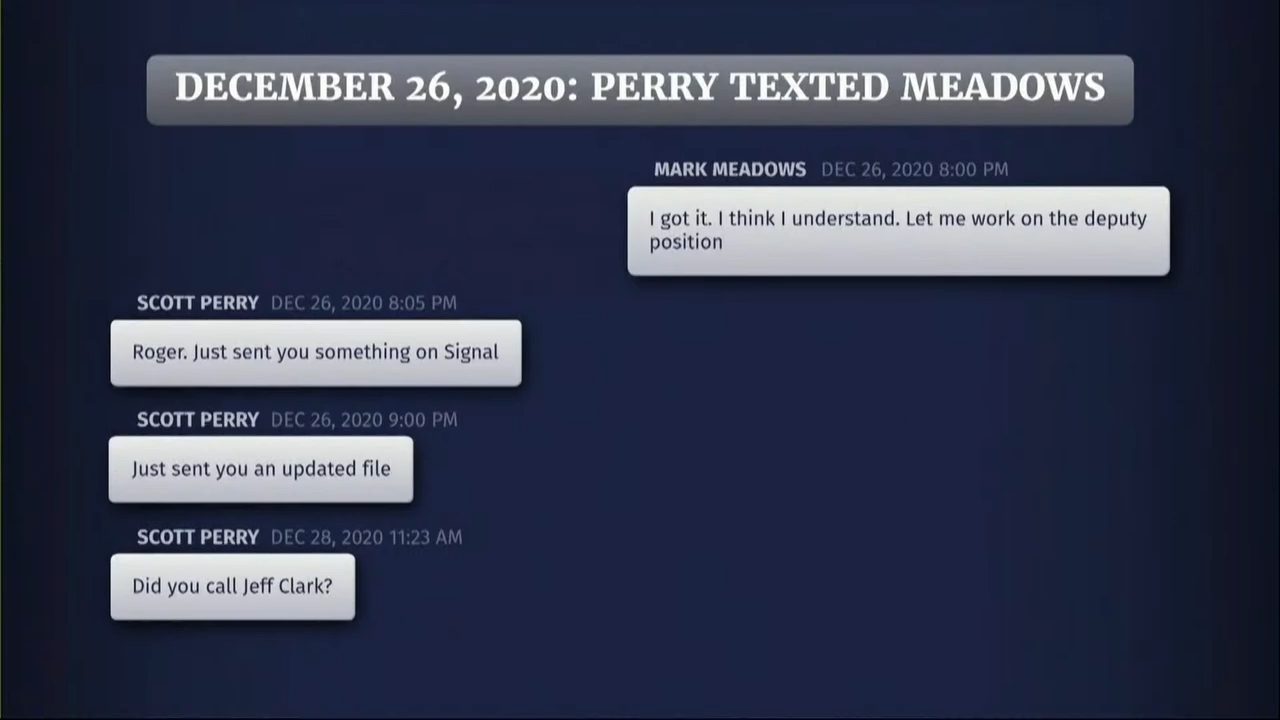 DECEMBER 26, 2020: PERRY TEXTED MEADOWS
MARK MEADOWS DEC 26, 2020 8:00 PM
I got it. I think I understand. Let me work on the deputy
position
SCOTT PERRY DEC 26, 2020 8:05 PM
Roger. Just sent you something on Signal
SCOTT PERRY DEC 26, 2020 9:00 PM
Just sent you an updated file
SCOTT PERRY DEC 28, 2020 11:23 AM
Did you call Jeff Clark?